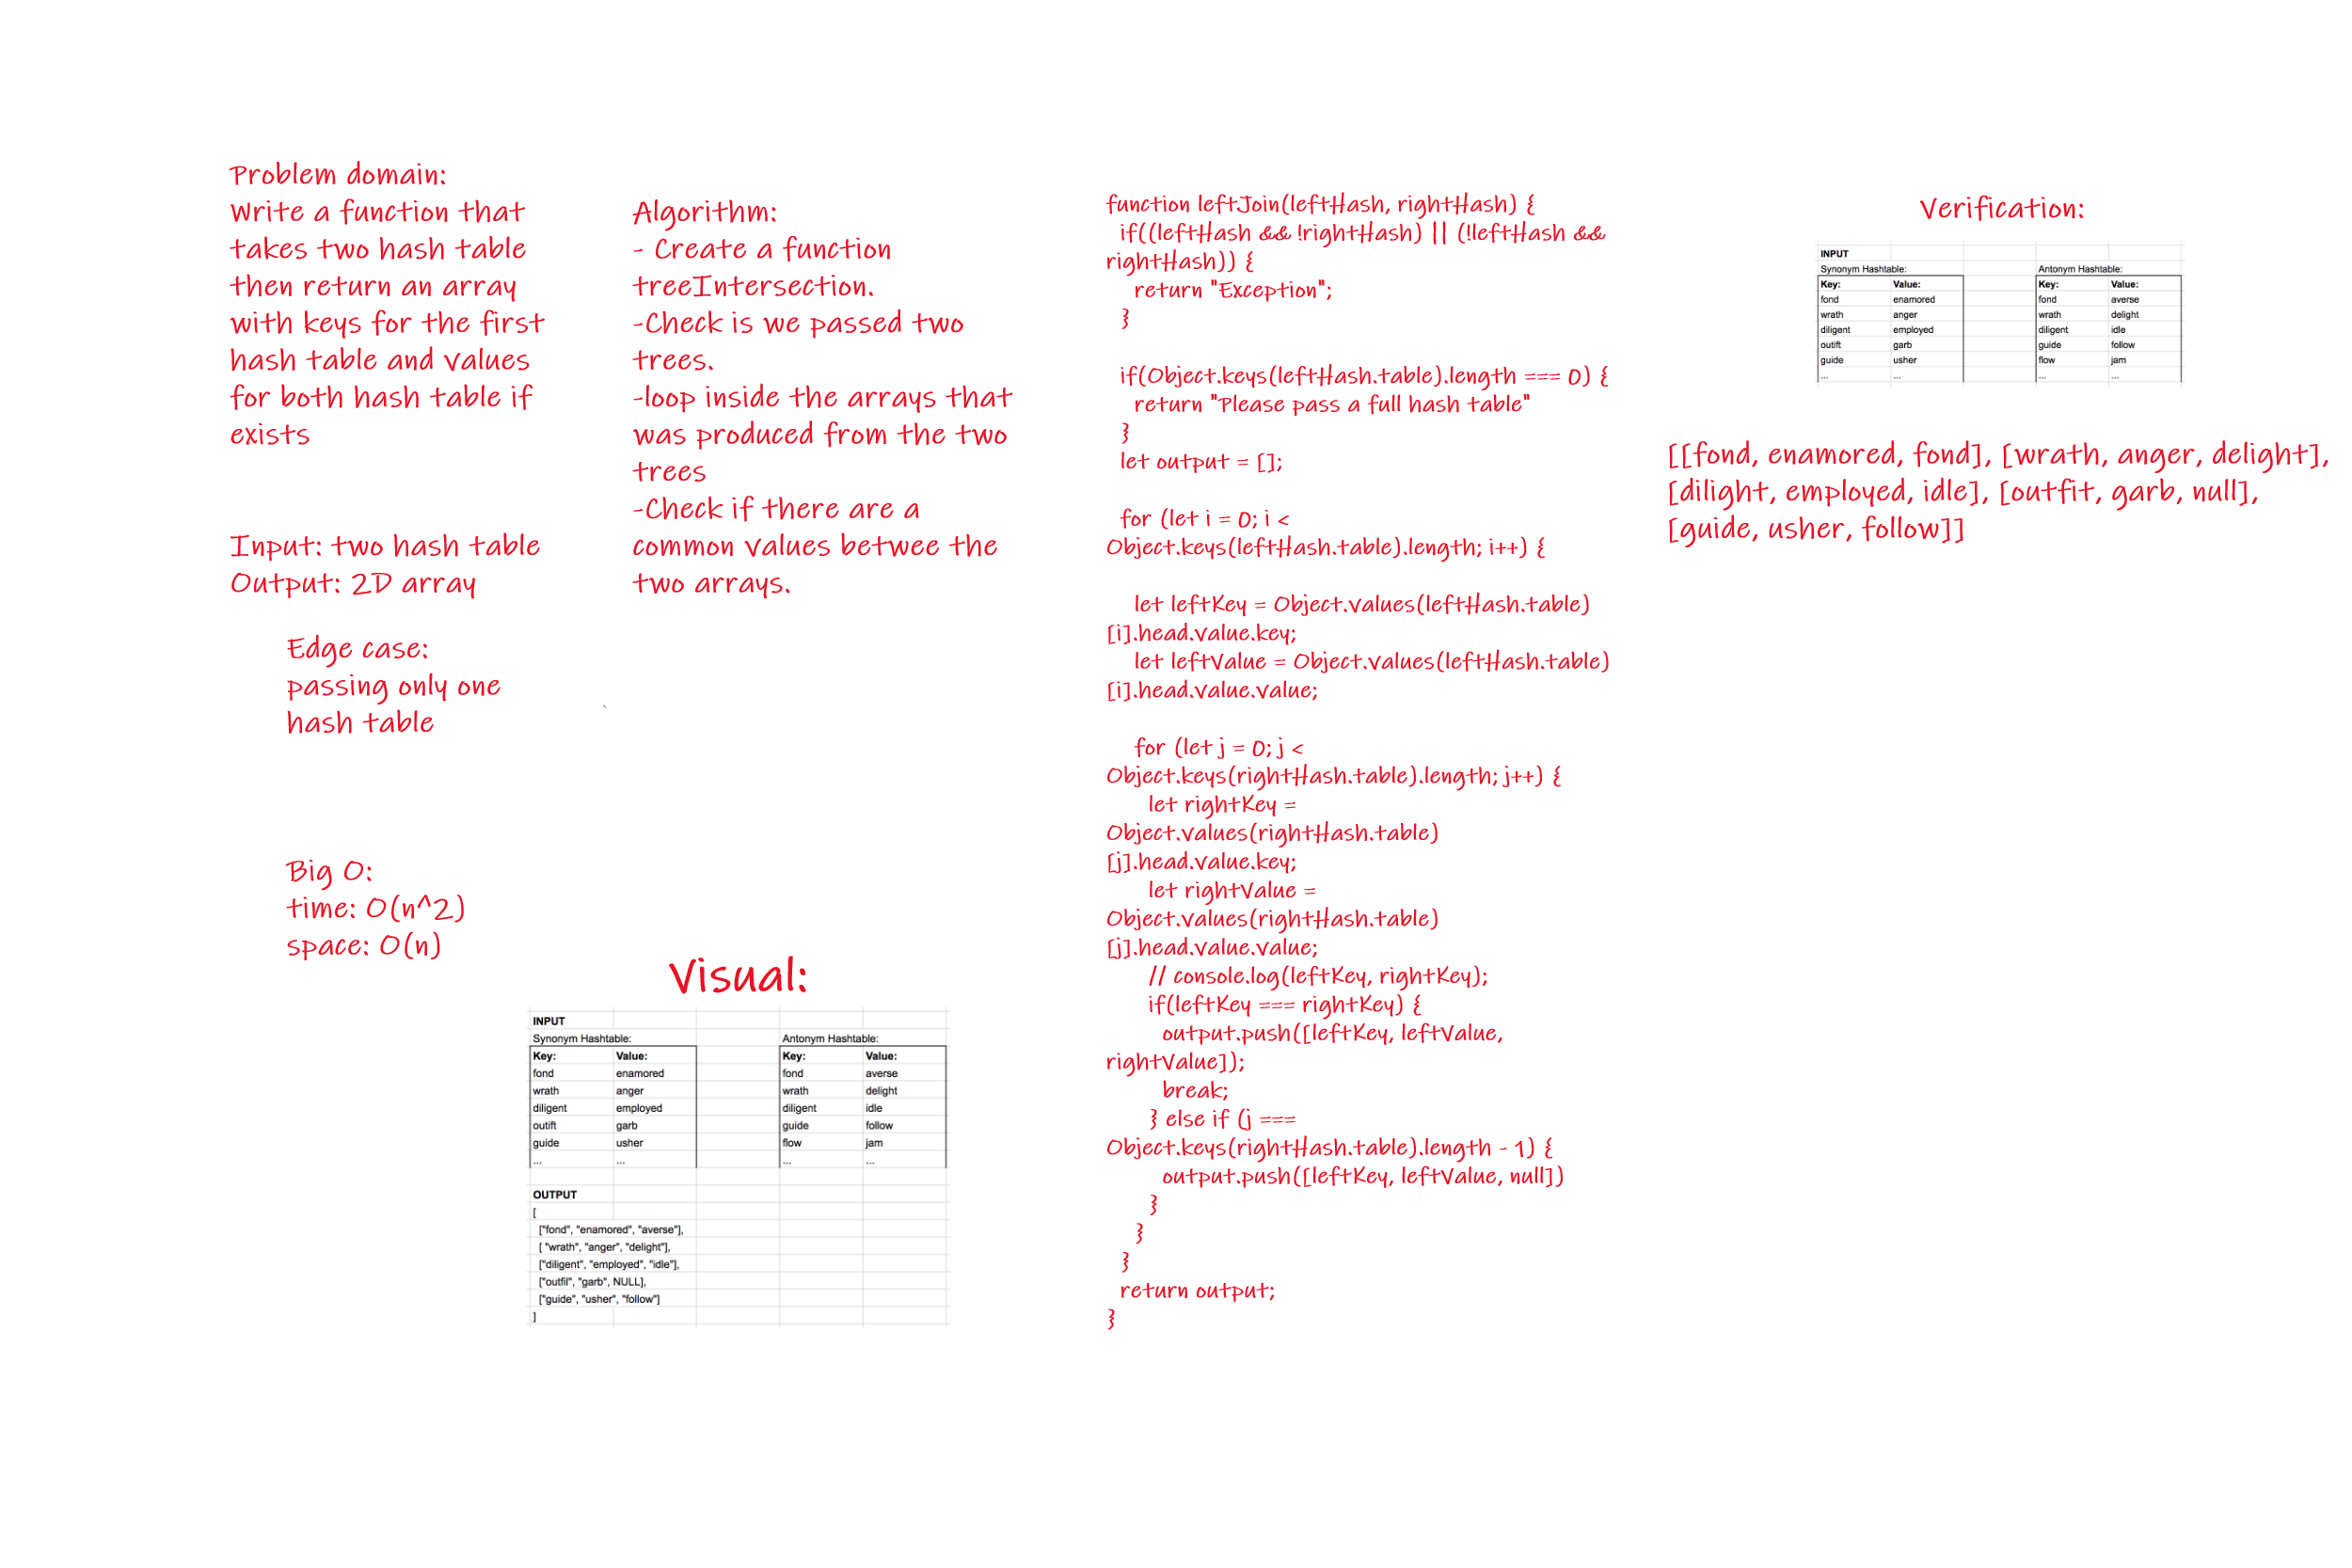 Problem domain:
Write a function that
takes two hash table
then return an array
with keys for the first
hash table and values
for both hash table if
exists
Input: two hash table
Output: 2D array
Edge case:
passing only one
hash table
Big O:
time: O(n^2)
space: O(n)
Algorithm:
- Create a function
treeIntersection.
-Check is we passed two
trees.
-loop inside the arrays that
was produced from the two
trees
-Check if there are a
common values betwee the
two arrays.
`
Visual:
INPUT
Synonym Hashtable: Antonym Hashtable:
Key: Value: Key: Value:
fond enamored fond averse
wrath anger wrath delight
diligent employed diligent idle
outift garb guide follow
guide usher flow jam
... ... ... ...
OUTPUT
[
["fond", "enamored", "averse"],
[ "wrath", "anger", "delight"],
["diligent", "employed", "idle"],
["outfil", "garb", NULL],
["guide", "usher", "follow"]
]
function leftJoin(leftHash, rightHash) {
if((leftHash && !rightHash) || (!leftHash &&
rightHash)) {
return "Exception";
}
if(Object.keys(leftHash.table).length === 0) {
return "Please pass a full hash table"
}
let output = [];
for (let i = 0; i <
Object.keys(leftHash.table).length; i++) {
let leftKey = Object.values(leftHash.table)
[i].head.value.key;
let leftValue = Object.values(leftHash.table)
[i].head.value.value;
for (let j = 0; j <
Object.keys(rightHash.table).length; j++) {
let rightKey =
Object.values(rightHash.table)
[j].head.value.key;
let rightValue =
Object.values(rightHash.table)
[j].head.value.value;
// console.log(leftKey, rightKey);
if(leftKey === rightKey) {
output.push([leftKey, leftValue,
rightValue]);
break;
} else if (j ===
Object.keys(rightHash.table).length - 1) {
output.push([leftKey, leftValue, null])
}
}
}
return output;
}
Verification:
INPUT
Synonym Hashtable: Antonym Hashtable:
Key: Value: Key: Value:
fond enamored fond averse
wrath anger wrath delight
diligent employed diligent idle
outift garb guide follow
guide usher flow jam
... ... ... ...
[[fond, enamored, fond], [wrath, anger, delight],
[dilight, employed, idle], [outfit, garb, null],
[guide, usher, follow]]